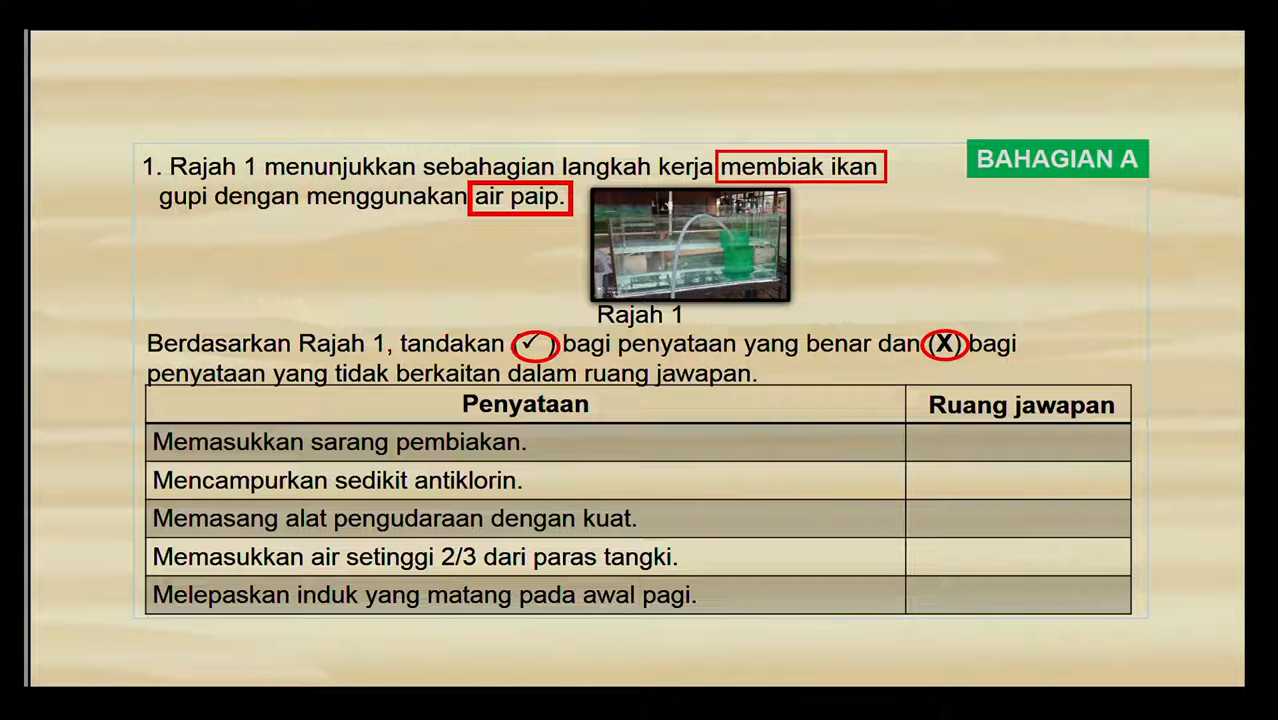 BAHAGIAN A
1. Rajah 1 menunjukkan sebahagian langkah kerja membiak ikan
gupi dengan menggunakan air paip.
Rajah 1
Berdasarkan Rajah 1, tandakan (✓) bagi penyataan yang benar dan (X) bagi
penyataan yang tidak berkaitan dalam ruang jawapan.
Penyataan Ruang jawapan
Memasukkan sarang pembiakan.
Mencampurkan sedikit antiklorin.
Memasang alat pengudaraan dengan kuat.
Memasukkan air setinggi 2/3 dari paras tangki.
Melepaskan induk yang matang pada awal pagi.